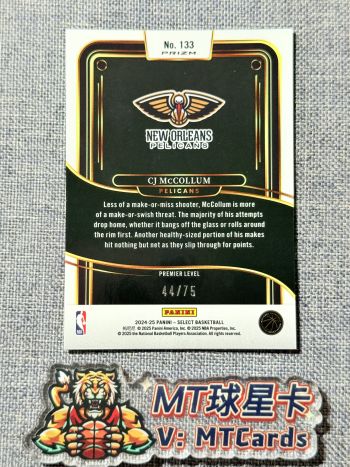 No. 133
PRIZM
NEW ORLEANS
PELICANS
CJ McCOLLUM
PELICANS
Less of a make-or-miss shooter, McCollum is more
of a make-or-swish threat. The majority of his attempts
drop home, whether it bangs off the glass or rolls around
the rim first. Another healthy-sized portion of his makes
hit nothing but net as they slip through for points.
PREMIER LEVEL
44/75
PANINI
2024-25 PANINI – SELECT BASKETBALL
© 2025 Panini America, Inc. © 2025 NBA Properties, Inc.
© 2025 the National Basketball Players Association. All rights reserved.
NBA
MT球星卡
V: MTCards